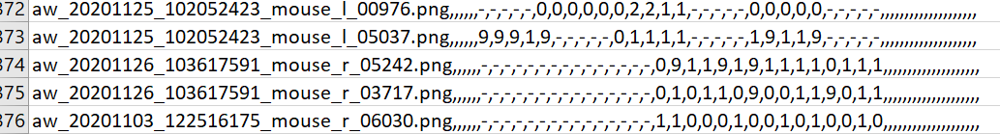 372 aw_20201125_102052423_mouse_l_00976.png,,,,,,-,-,-,-,-,0,0,0,0,0,0,2,2,1,1,-,-,-,-,-,0,0,0,0,0,-,-,-,-,-,,,,,,,,,,,,,,,,,,,,
373 aw_20201125_102052423_mouse_l_05037.png,,,,,,9,9,9,1,9,-,-,-,-,-,0,1,1,1,1,-,-,-,-,-,1,9,1,1,9,-,-,-,-,-,,,,,,,,,,,,,,,,,,,,
374 aw_20201126_103617591_mouse_r_05242.png,,,,,,-,-,-,-,-,-,-,-,-,-,-,-,-,-,-,0,9,1,1,9,1,9,1,1,1,1,0,1,1,1,,,,,,,,,,,,,,,,,,,,
375 aw_20201126_103617591_mouse_r_03717.png,,,,,,-,-,-,-,-,-,-,-,-,-,-,-,-,-,-,0,1,0,1,1,0,9,0,0,1,1,9,0,1,1,,,,,,,,,,,,,,,,,,,,
376 aw_20201103_122516175_mouse_r_06030.png,,,,,,-,-,-,-,-,-,-,-,-,-,-,-,-,-,-,1,1,0,0,0,1,0,0,1,0,1,0,0,1,0,,,,,,,,,,,,,,,,,,,,